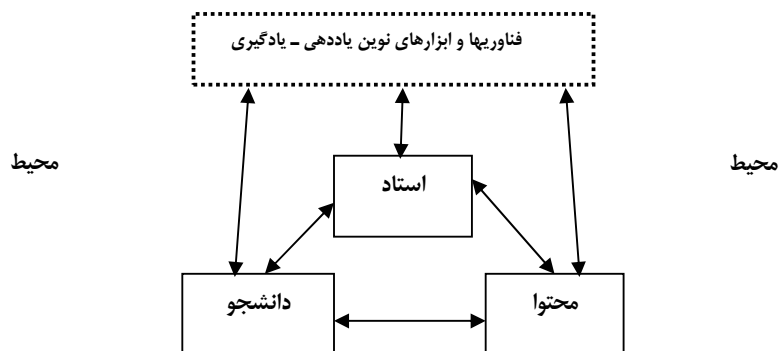 فناوریها و ابزارهای نوین یاددهی ـ یادگیری
محیط
محیط
استاد
محتوا
دانشجو